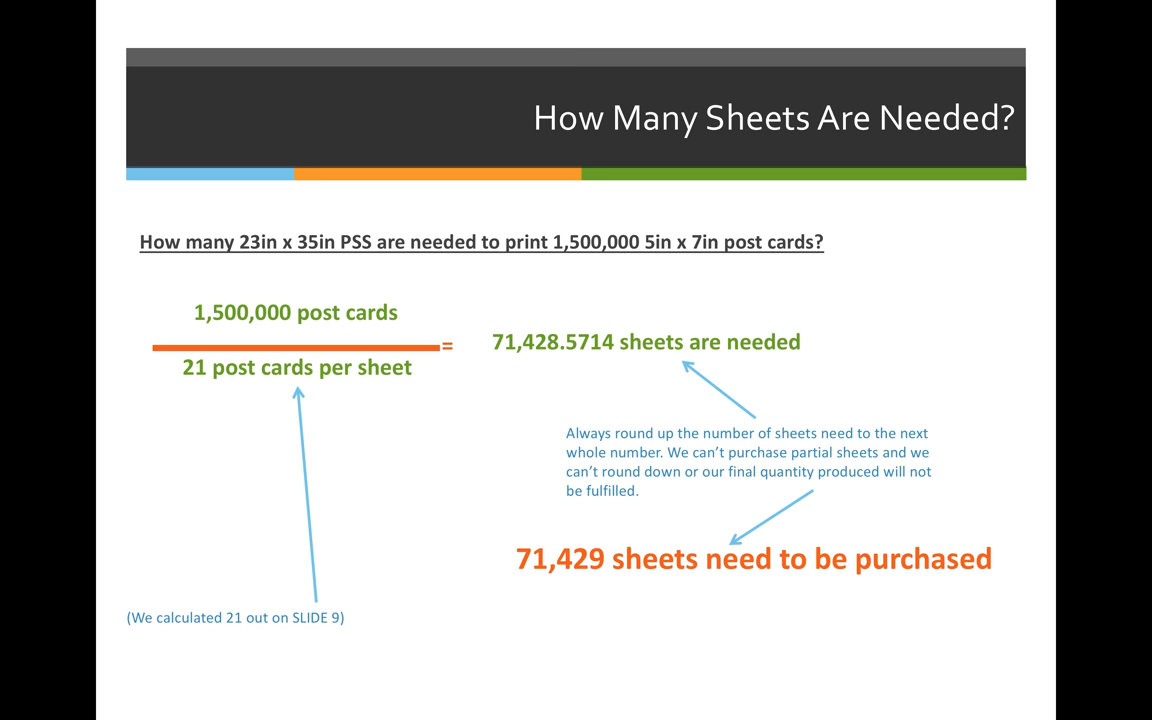 How Many Sheets Are Needed?
How many 23in x 35in PSS are needed to print 1,500,000 5in x 7in post cards?
1,500,000 post cards
=
21 post cards per sheet
71,428.5714 sheets are needed
Always round up the number of sheets need to the next
whole number. We can’t purchase partial sheets and we
can’t round down or our final quantity produced will not
be fulfilled.
71,429 sheets need to be purchased
(We calculated 21 out on SLIDE 9)